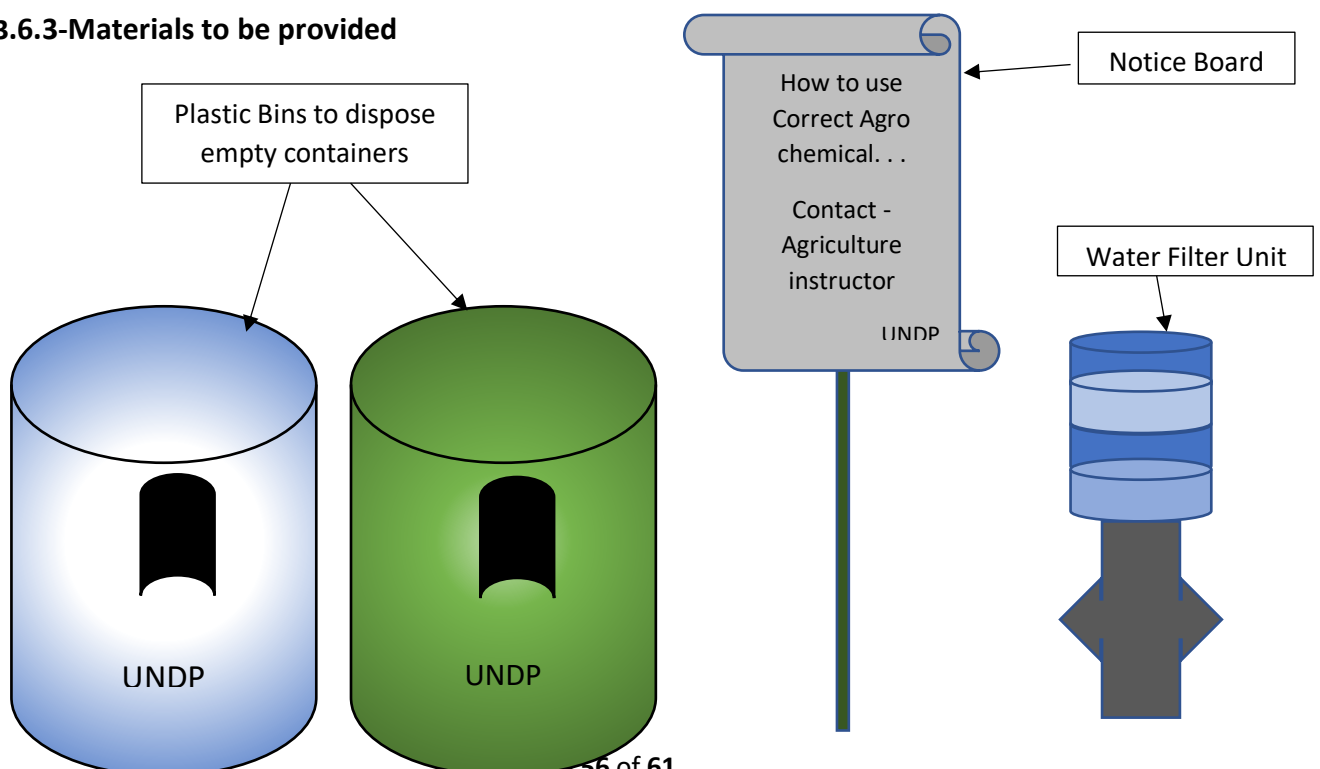 3.6.3-Materials to be provided
Plastic Bins to dispose
empty containers
How to use
Correct Agro
chemical. . .
Contact -
Agriculture
instructor
UNDP
Notice Board
Water Filter Unit
UNDP
UNDP
56 of 61